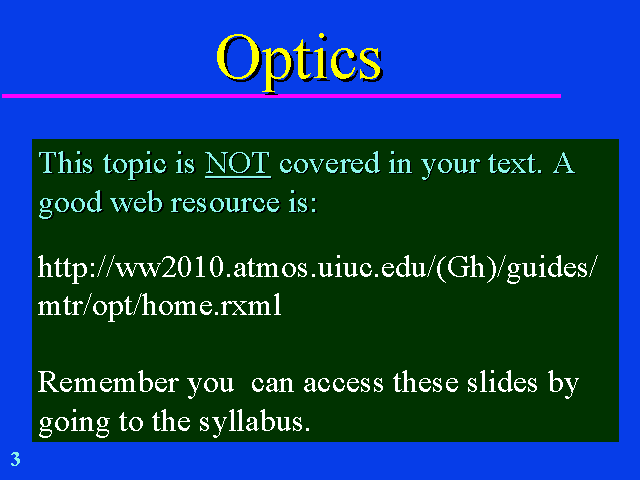 Optics
This topic is NOT covered in your text. A
good web resource is:
http://ww2010.atmos.uiuc.edu/(Gh)/guides/
mtr/opt/home.rxml
Remember you  can access these slides by
going to the syllabus.
3